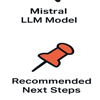 Mistral
LLM Model
Recommended
Next Steps